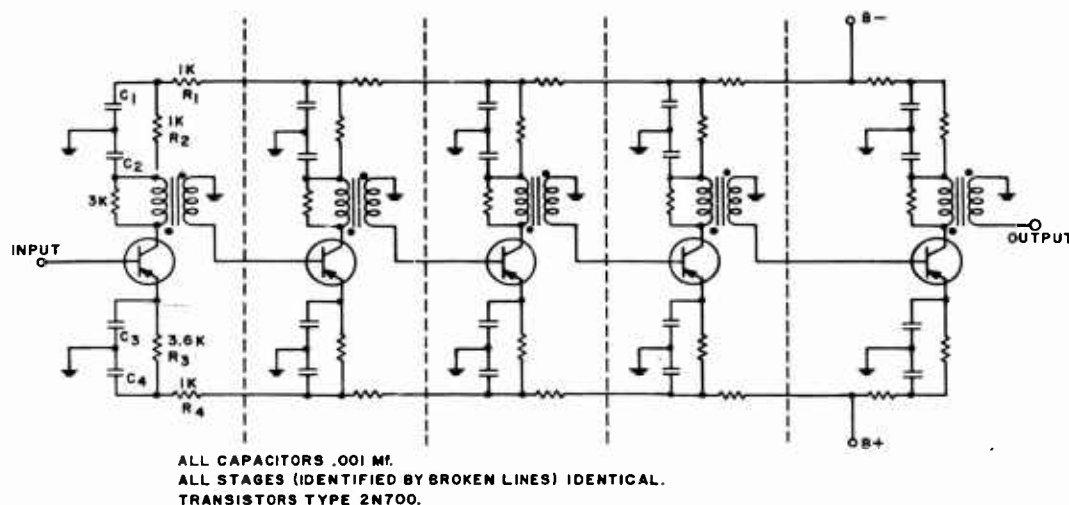 B-
1K
R1
C1
1K
R2
C2
3K
INPUT
OUTPUT
C3
3.6K
R3
C4
1K
R4
B+
ALL CAPACITORS .001 Mf.
ALL STAGES (IDENTIFIED BY BROKEN LINES) IDENTICAL.
TRANSISTORS TYPE 2N700.